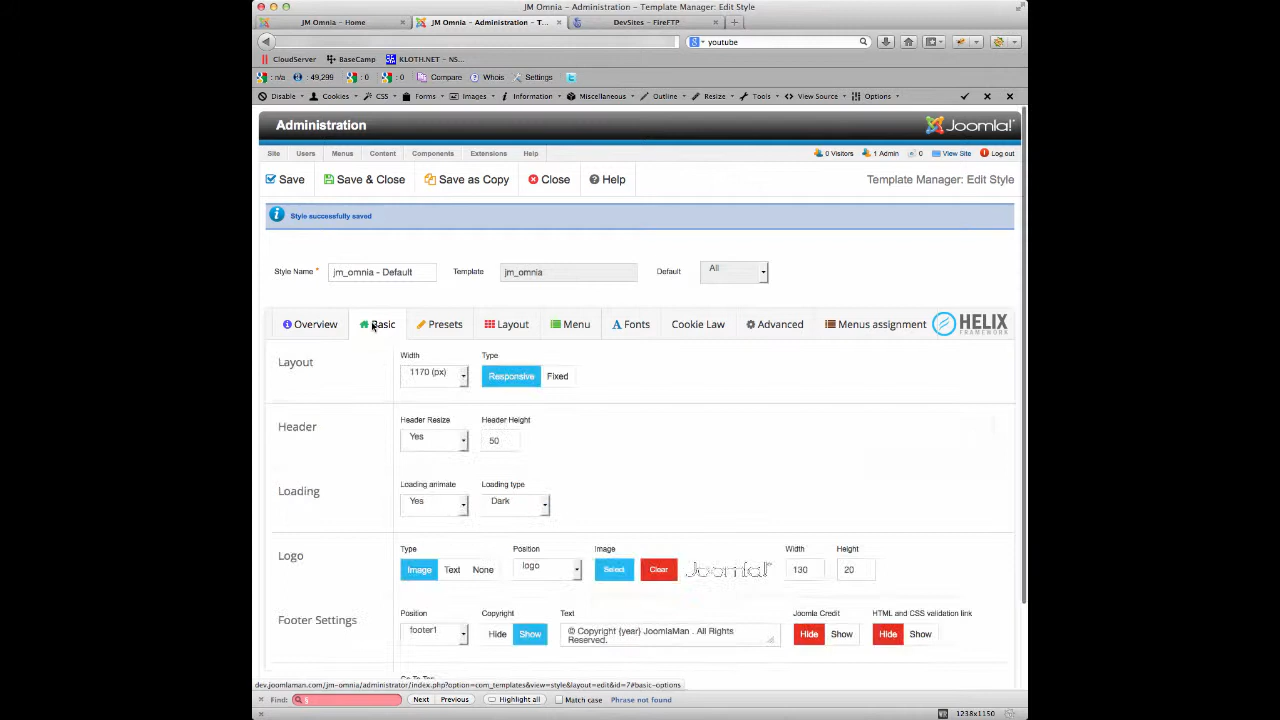 JM Omnia - Administration - Template Manager: Edit Style
JM Omnia - Home
JM Omnia - Administration - T...
DevSites - FireFTP
youtube
CloudServer BaseCamp KLOTH.NET - NS...
: n/a : 49,299 : 0 : 0 Compare Whois Settings
Disable Cookies CSS Forms Images Information Miscellaneous Outline Resize Tools View Source Options
Administration Joomla!
Site Users Menus Content Components Extensions Help 0 Visitors 1 Admin 0 View Site Log out
Save Save & Close Save as Copy Close Help Template Manager: Edit Style
Style successfully saved
Style Name * jm_omnia - Default Template jm_omnia Default All
Overview Basic Presets Layout Menu Fonts Cookie Law Advanced Menus assignment HELIX FRAMEWORK
Layout Width Type
1170 (px) Responsive Fixed
Header Header Resize Header Height
Yes 50
Loading Loading animate Loading type
Yes Dark
Logo Type Position Image Width Height
Image Text None logo Select Clear Joomla! 130 20
Footer Settings Position Copyright Text Joomla Credit HTML and CSS validation link
footer1 Hide Show © Copyright {year} JoomlaMan . All Rights Reserved. Hide Show Hide Show
Go To Top
dev.joomlaman.com/jm-omnia/administrator/index.php?option=com_templates&view=style&layout=edit&id=7#basic-options
Find: Next Previous Highlight all Match case Phrase not found
1238x1150